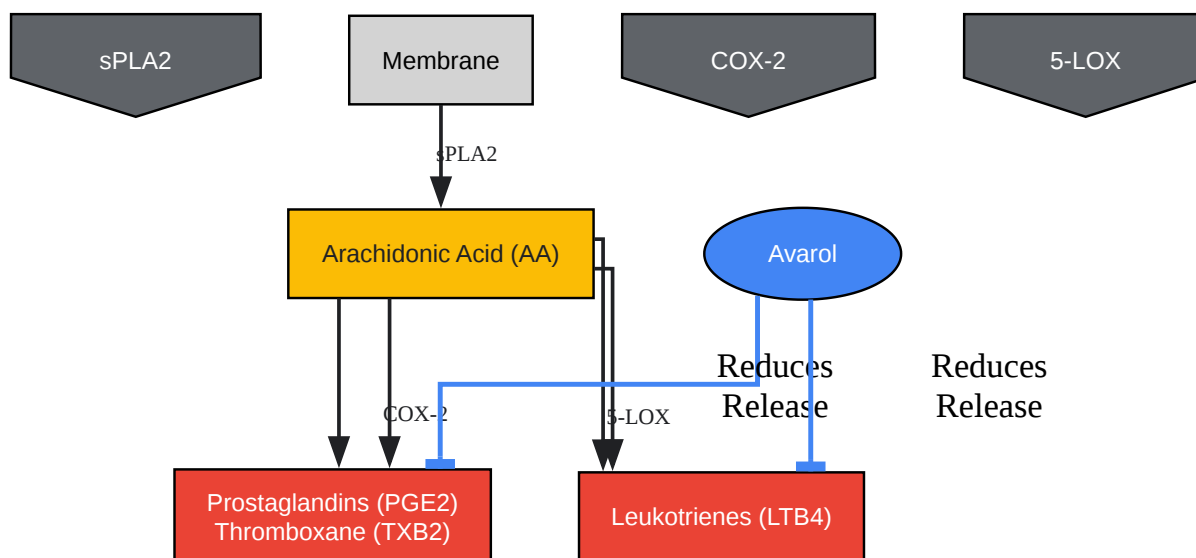 sPLA2
Membrane
COX-2
5-LOX
sPLA2
Arachidonic Acid (AA)
Avarol
Reduces
Release
Reduces
Release
COX-2
5-LOX
Prostaglandins (PGE2)
Thromboxane (TXB2)
Leukotrienes (LTB4)